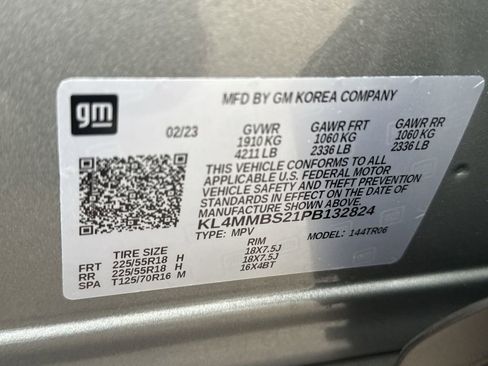 gm
MFD BY GM KOREA COMPANY
02/23 GVWR GAWR FRT GAWR RR
1910 KG 1060 KG 1060 KG
4211 LB 2336 LB 2336 LB
THIS VEHICLE CONFORMS TO ALL
APPLICABLE U.S. FEDERAL MOTOR
VEHICLE SAFETY AND THEFT PREVENTION
STANDARDS IN EFFECT ON THE DATE OF
MANUFACTURE SHOWN ABOVE.
KL4MMBS21PB132824
TYPE: MPV MODEL: 144TR06
TIRE SIZE RIM
FRT 225/55R18 H 18X7.5J
RR 225/55R18 H 18X7.5J
SPA T125/70R16 M 16X4BT